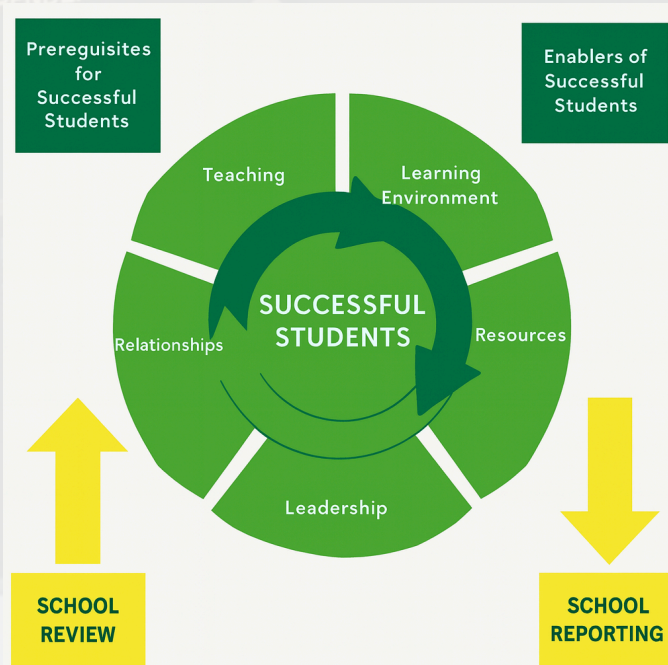 Prereguisites
for
Successful
Students
Enablers of
Successful
Students
Teaching
Learning
Environment
SUCCESSFUL
STUDENTS
Relationships
Resources
Leadership
SCHOOL
REVIEW
SCHOOL
REPORTING